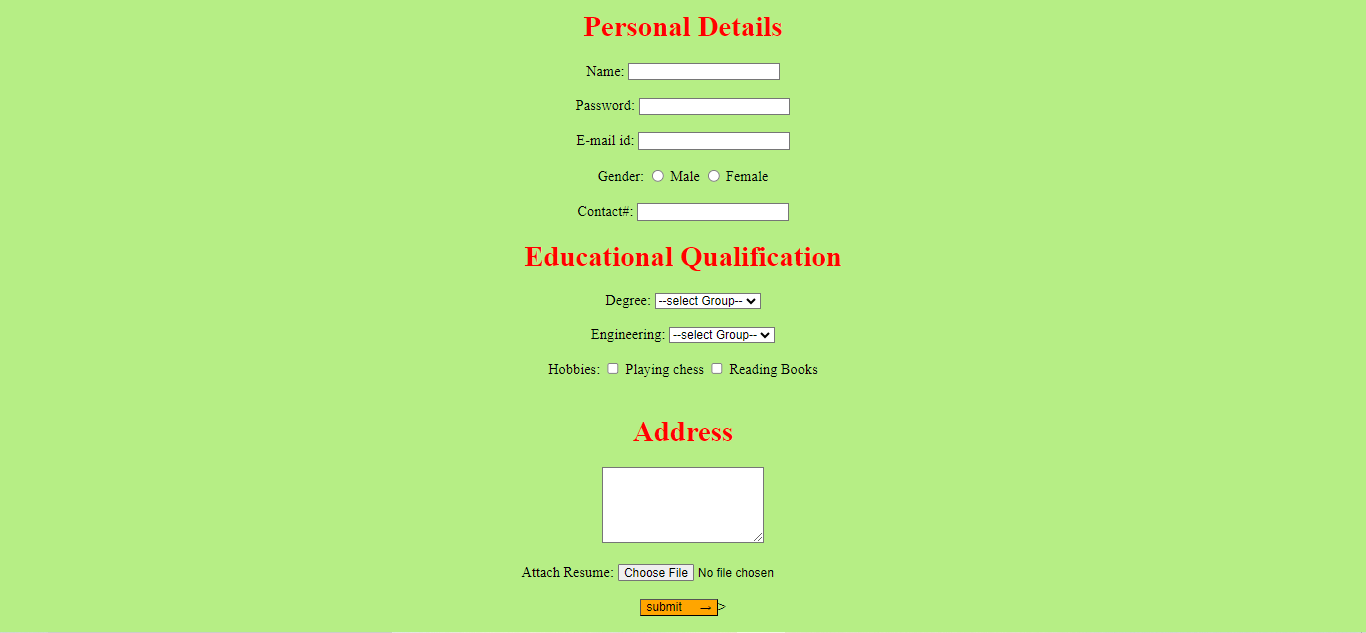 Personal Details
Name:
Password:
E-mail id:
Gender: Male Female
Contact#:
Educational Qualification
Degree: --select Group--
Engineering: --select Group--
Hobbies: Playing chess Reading Books
Address
Attach Resume: Choose File No file chosen
submit →>